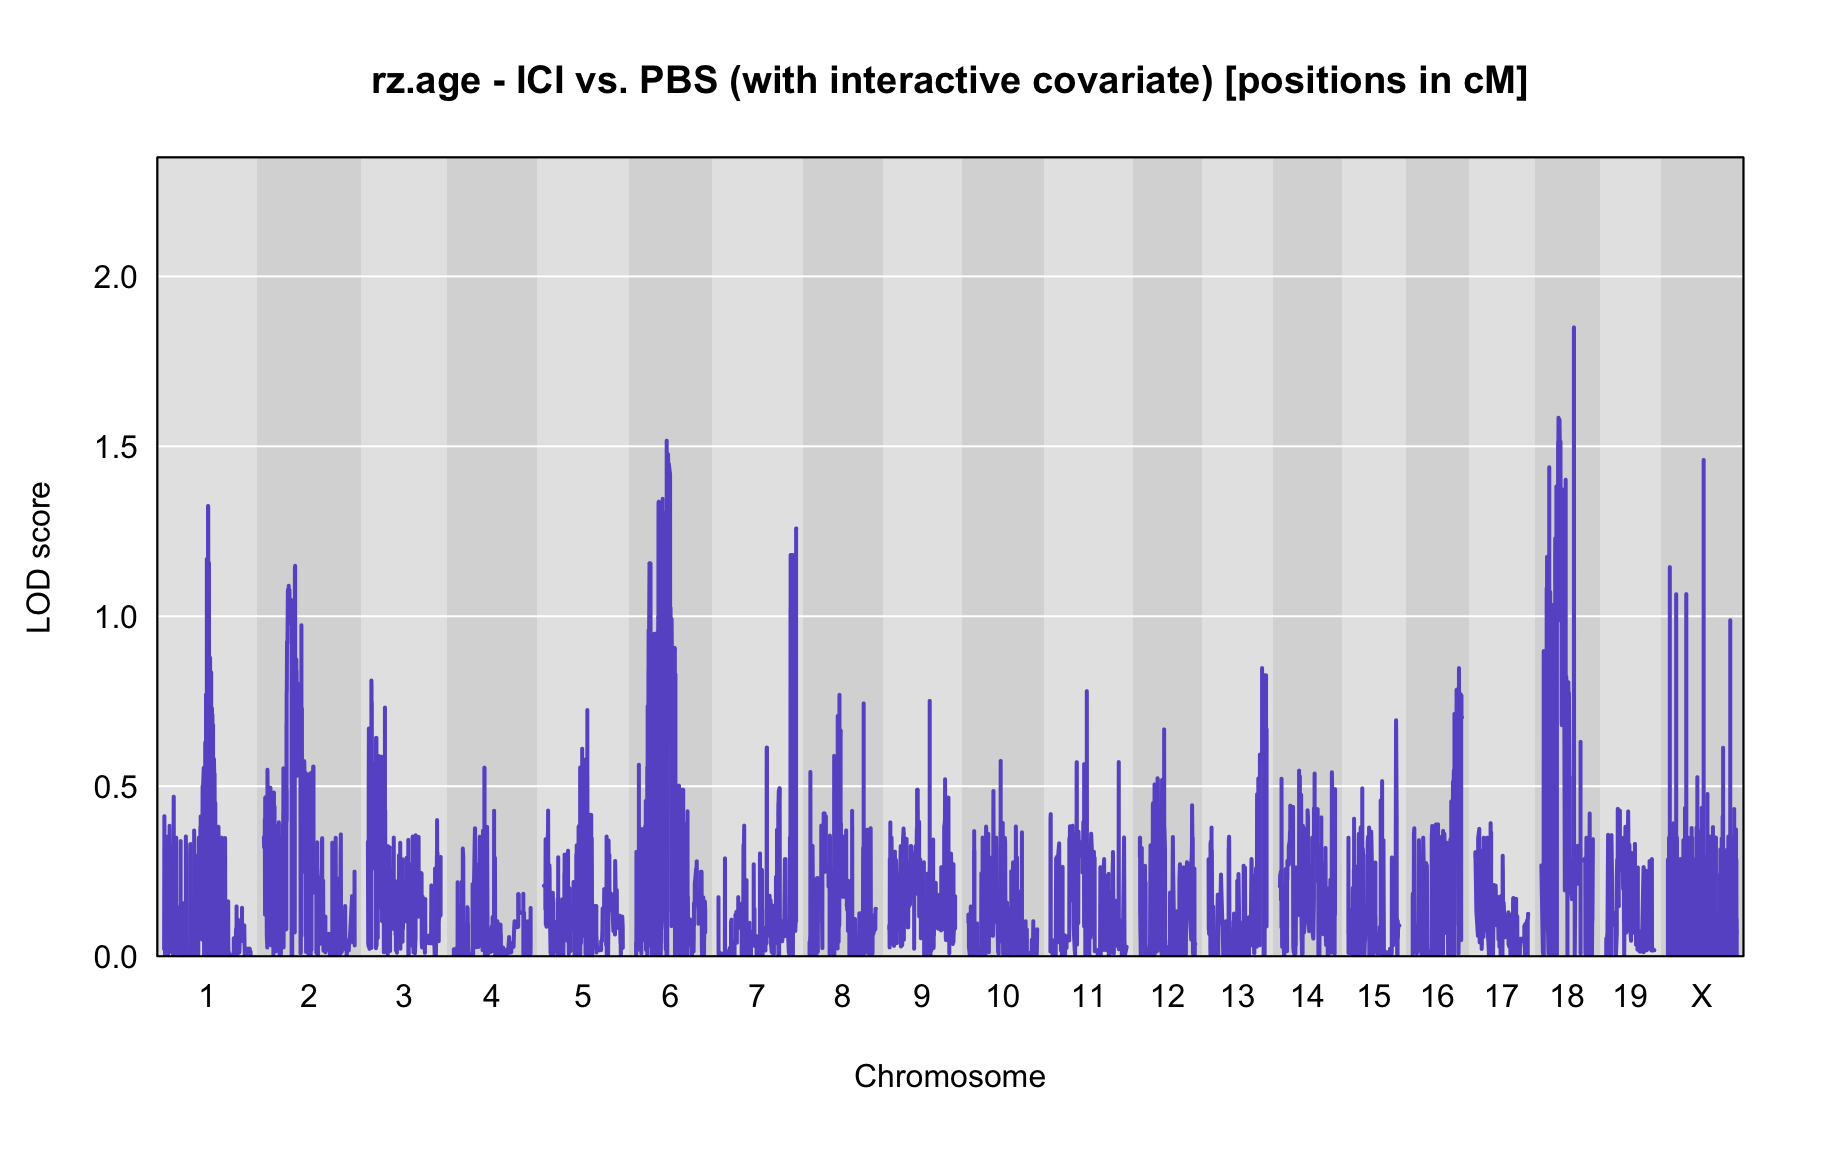 rz.age - ICI vs. PBS (with interactive covariate) [positions in cM]
LOD score
2.0
1.5
1.0
0.5
0.0
1 2 3 4 5 6 7 8 9 10 11 12 13 14 15 16 17 18 19 X
Chromosome